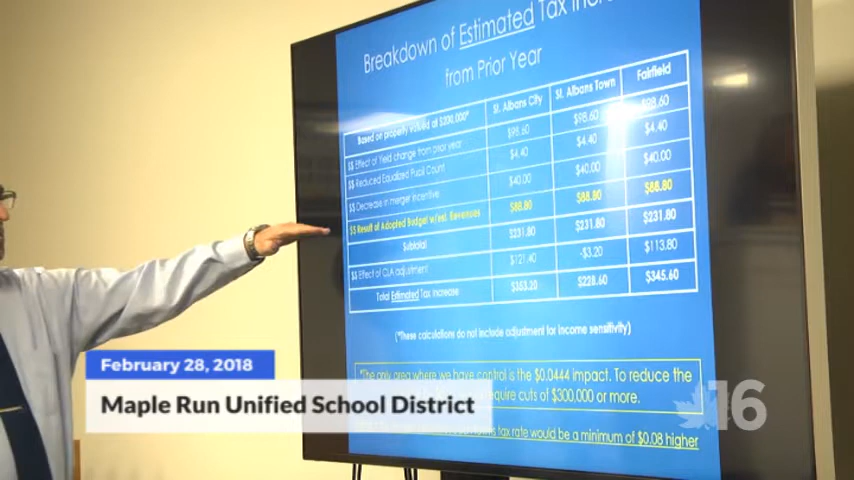 Breakdown of Estimated Tax
from Prior Year
Based on property valued at $200,000* St. Albans City St. Albans Town Fairfield
$$ Effect of Yield change from prior year $98.60 $98.60 $98.60
$$ Reduced Equalized Pupil Count $4.40 $4.40 $4.40
$$ Decrease in merger incentive $40.00 $40.00 $40.00
$$ Result of Adopted Budget w/est. Revenues $88.80 $88.80 $88.80
Subtotal $231.80 $231.80 $231.80
$$ Effect of CLA adjustment $121.40 -$3.20 $113.80
Total Estimated Tax Increase $353.20 $228.60 $345.60
(*These calculations do not include adjustment for income sensitivity)
*The only area where we have control is the $0.0444 impact. To reduce the
require cuts of $300,000 or more.
tax rate would be a minimum of $0.08 higher
February 28, 2018
Maple Run Unified School District
16